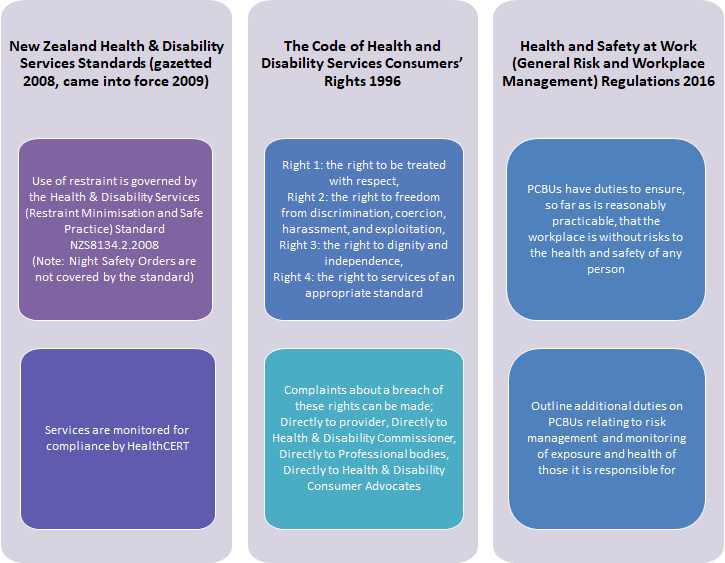 New Zealand Health & Disability
Services Standards (gazetted
2008, came into force 2009)
Use of restraint is governed by
the Health & Disability Services
(Restraint Minimisation and Safe
Practice) Standard
NZS8134.2.2008
(Note: Night Safety Orders are
not covered by the standard)
Services are monitored for
compliance by HealthCERT
The Code of Health and
Disability Services Consumers'
Rights 1996
Right 1: the right to be treated
with respect,
Right 2: the right to freedom
from discrimination, coercion,
harassment, and exploitation,
Right 3: the right to dignity and
independence,
Right 4: the right to services of an
appropriate standard
Complaints about a breach of
these rights can be made;
Directly to provider, Directly to
Health & Disability Commissioner,
Directly to Professional bodies,
Directly to Health & Disability
Consumer Advocates
Health and Safety at Work
(General Risk and Workplace
Management) Regulations 2016
PCBUs have duties to ensure,
so far as is reasonably
practicable, that the
workplace is without risks to
the health and safety of any
person
Outline additional duties on
PCBUs relating to risk
management and monitoring
of exposure and health of
those it is responsible for